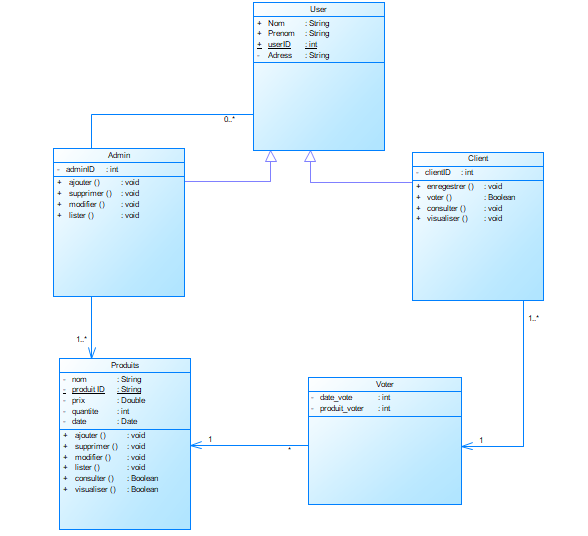 User
+ Nom : String
+ Prenom : String
+ userID : int
- Adress : String
0..*
Admin
- adminID : int
+ ajouter () : void
+ supprimer () : void
+ modifier () : void
+ lister () : void
Client
- clientID : int
+ enregestrer () : void
+ voter () : Boolean
+ consulter () : void
+ visualiser () : void
1..*
1..*
Produits
- nom : String
- produit ID : String
- prix : Double
- quantite : int
- date : Date
+ ajouter () : void
+ supprimer () : void
+ modifier () : void
+ lister () : void
+ consulter () : Boolean
+ visualiser () : Boolean
Voter
- date_vote : int
- produit_voter : int
1
*
1